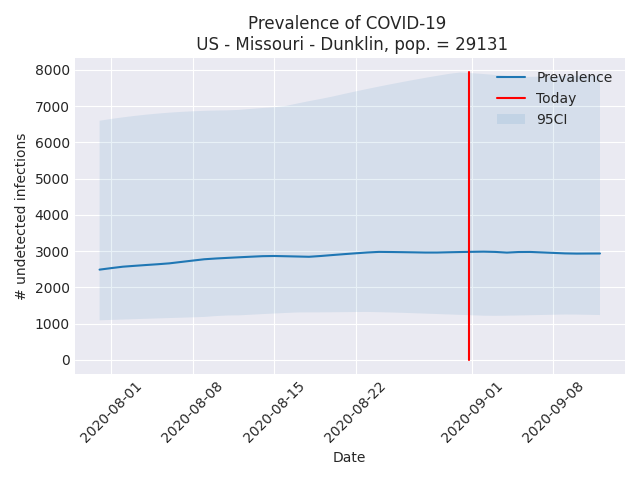 Prevalence of COVID-19
US - Missouri - Dunklin, pop. = 29131
8000
7000
6000
5000
4000
3000
2000
1000
0
# undetected infections
Prevalence
Today
95CI
2020-08-01
2020-08-08
2020-08-15
2020-08-22
2020-09-01
2020-09-08
Date